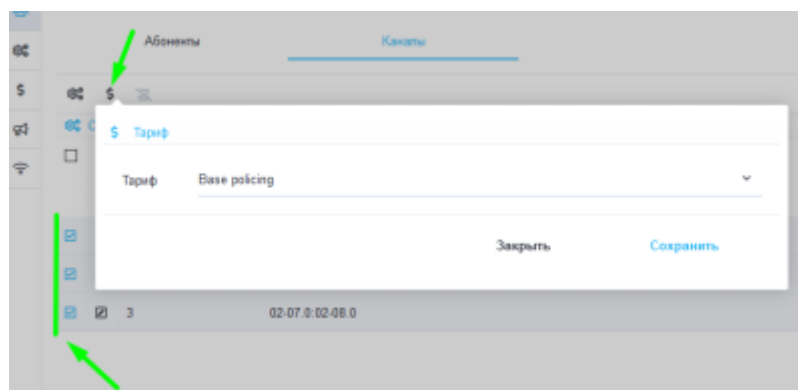 Абоненты Каналы
$
$
$ Тариф
Тариф Base policing
Закрыть Сохранить
3 02-07.0:02-08.0